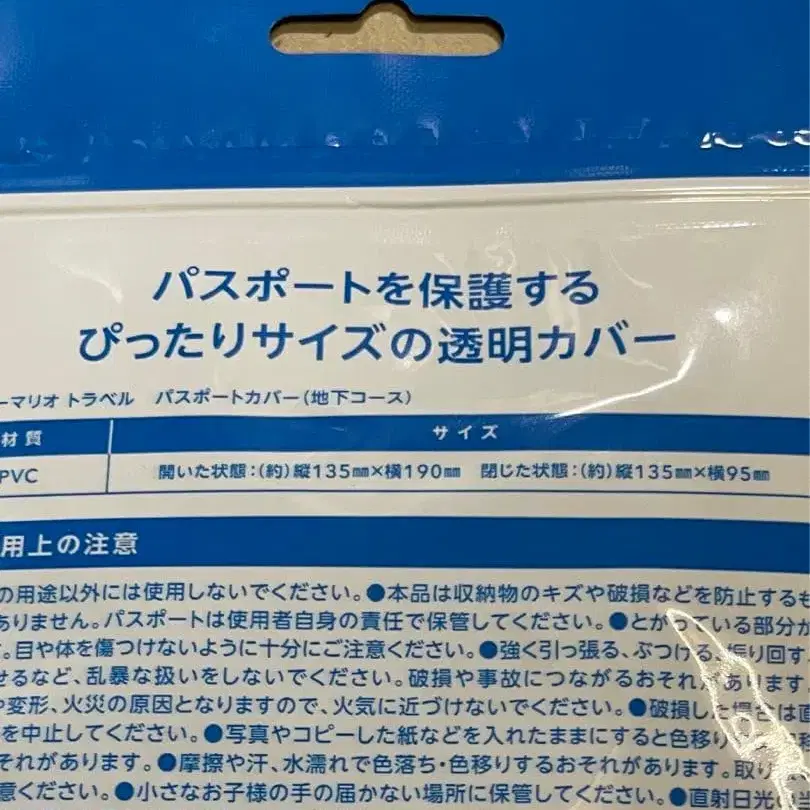 パスポートを保護する
ぴったりサイズの透明カバー
ーマリオ トラベル パスポートカバー(地下コース)
材質 サイズ
PVC 開いた状態:(約)縦135㎜×横190㎜ 閉じた状態:(約)縦135㎜×横95㎜
用上の注意
の用途以外には使用しないでください。●本品は収納物のキズや破損などを防止するも
ありません。パスポートは使用者自身の責任で保管してください。●とがっている部分が
。目や体を傷つけないように十分にご注意ください。●強く引っ張る、ぶつける、振り回す
せるなど、乱暴な扱いをしないでください。破損や事故につながるおそれがあります
や変形、火災の原因となりますので、火気に近づけないでください。●破損した場合は直
を中止してください。●写真やコピーした紙などを入れたままにすると色移り
それがあります。●摩擦や汗、水濡れで色落ち・色移りするおそれがあります。取り
意ください。●小さなお子様の手の届かない場所に保管してください。●直射日光の当